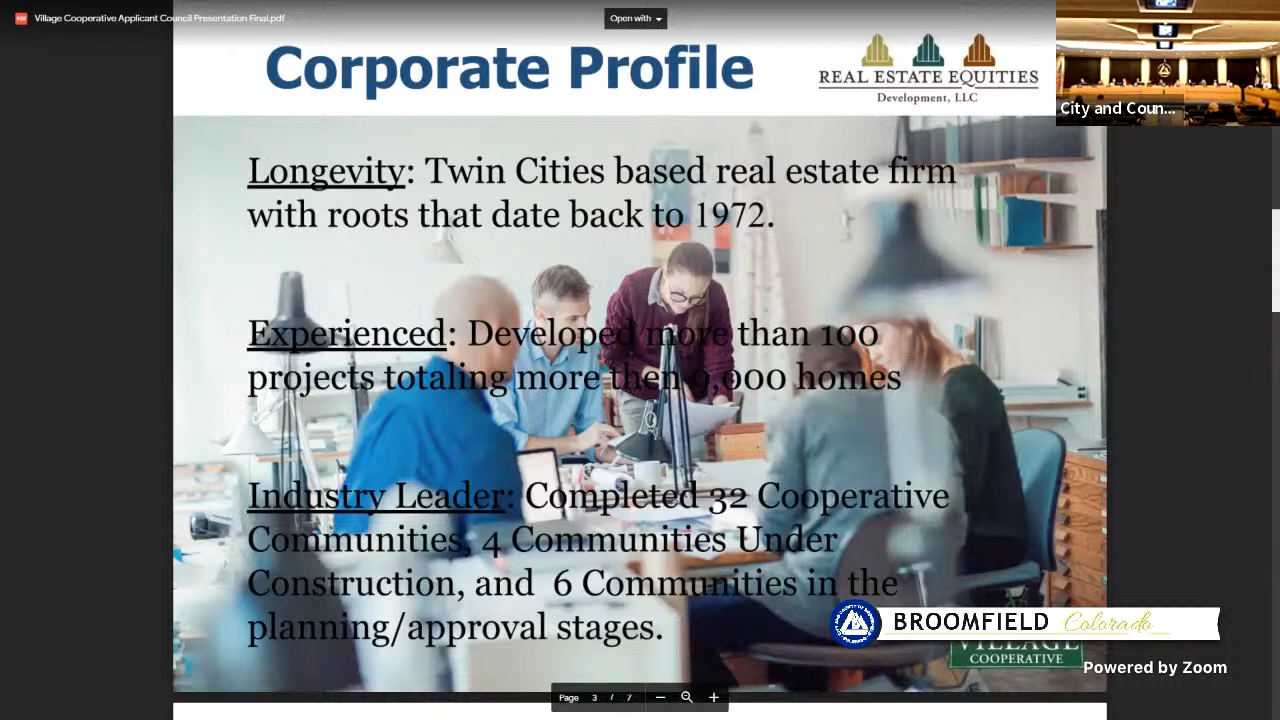 Village Cooperative Applicant Council Presentation Final.pdf
Open with
Corporate Profile
REAL ESTATE EQUITIES
Development, LLC
City and Coun...
Longevity: Twin Cities based real estate firm
with roots that date back to 1972.
Experienced: Developed more than 100
projects totaling more then 9,000 homes
Industry Leader: Completed 32 Cooperative
Communities, 4 Communities Under
Construction, and 6 Communities in the
planning/approval stages.
BROOMFIELD Colorado
VILLAGE
COOPERATIVE
Powered by Zoom
Page 3 / 7